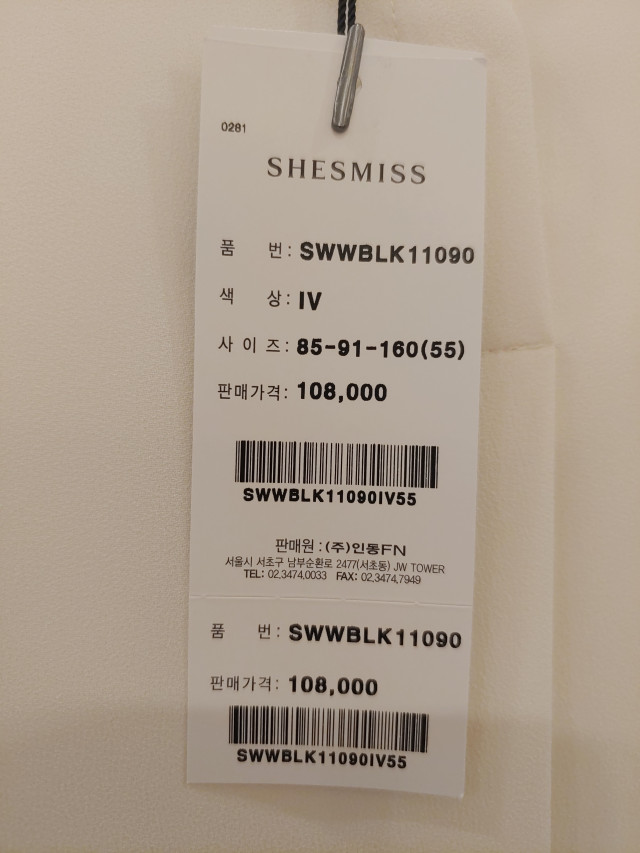 0281
SHESMISS
품 번: SWWBLK11090
색 상: IV
사 이 즈: 85-91-160(55)
판매가격: 108,000
SWWBLK11090IV55
판매원 : (주)인동FN
서울시 서초구 남부순환로 2477(서초동) JW TOWER
TEL: 02.3474.0033 FAX: 02.3474.7949
품 번: SWWBLK11090
판매가격: 108,000
SWWBLK11090IV55